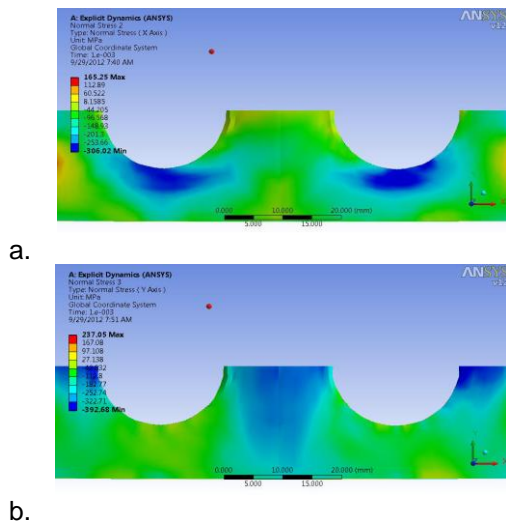 A: Explicit Dynamics (ANSYS)
Normal Stress 2
Type: Normal Stress ( X Axis )
Unit: MPa
Global Coordinate System
Time: 1.e-003
9/29/2012 7:40 AM
165.25 Max
112.89
60.522
8.1585
-44.205
-96.568
-148.93
-201.3
-253.66
-306.02 Min
ANSYS
0.000 10.000 20.000 (mm)
5.000 15.000
X
a.
A: Explicit Dynamics (ANSYS)
Normal Stress 3
Type: Normal Stress ( Y Axis )
Unit: MPa
Global Coordinate System
Time: 1.e-003
9/29/2012 7:51 AM
237.05 Max
167.08
97.108
27.138
-182.77
-252.74
-322.71
-392.68 Min
ANSYS
0.000 10.000 20.000 (mm)
5.000 15.000
X
b.